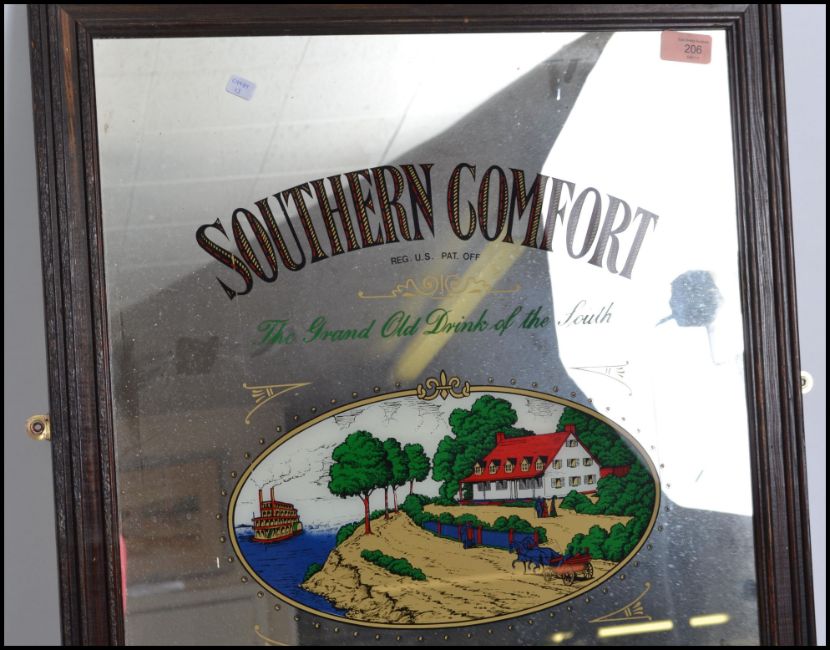 206
SOUTHERN COMFORT
REG. U.S. PAT. OFF
The Grand Old Drink of the South